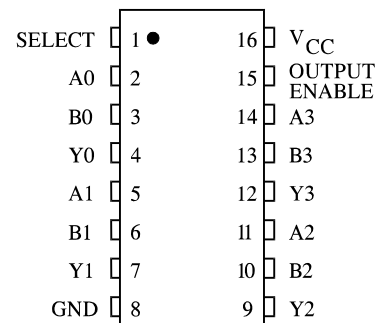 SELECT 1 16 VCC
A0 2 15 OUTPUT ENABLE
B0 3 14 A3
Y0 4 13 B3
A1 5 12 Y3
B1 6 11 A2
Y1 7 10 B2
GND 8 9 Y2